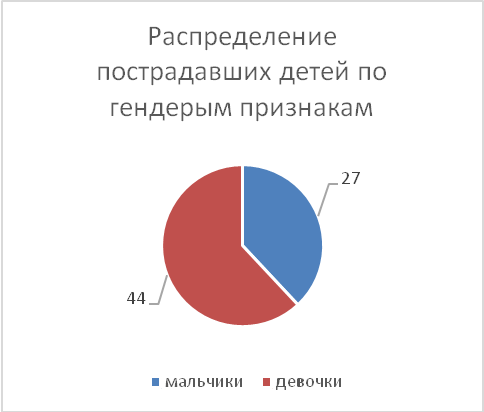 Распределение
пострадавших детей по
гендерым признакам
27
44
мальчики девочки